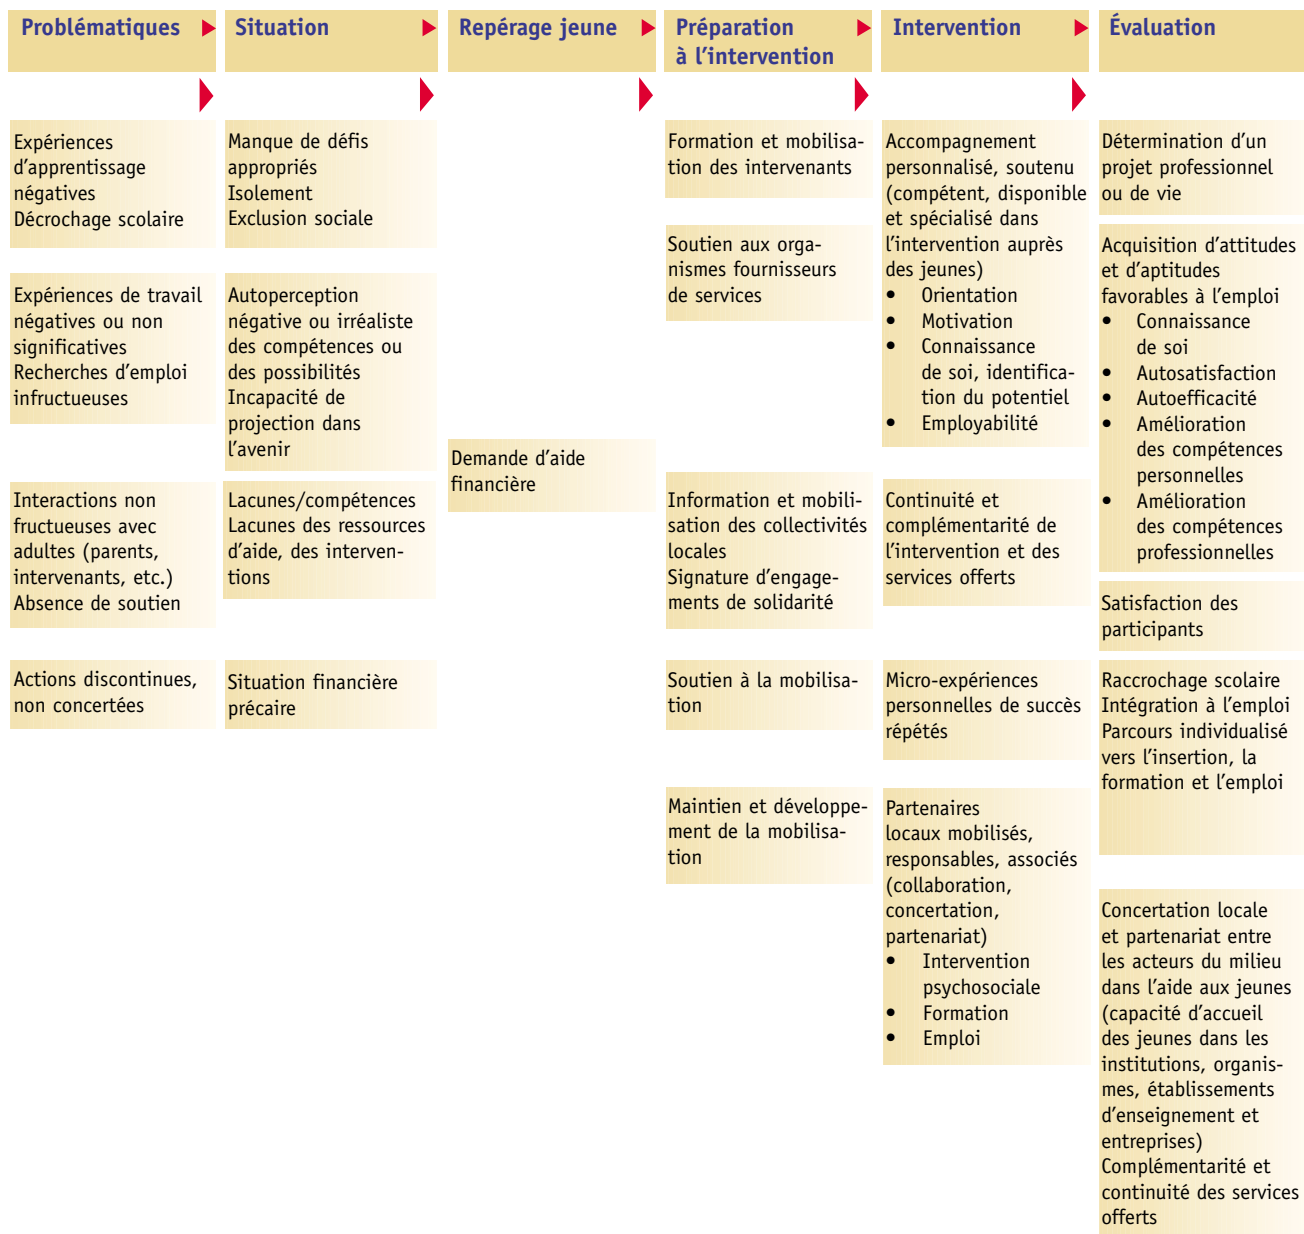 Problématiques
Situation
Repérage jeune
Préparation
à l’intervention
Intervention
Évaluation
Expériences
d’apprentissage
négatives
Décrochage scolaire
Expériences de travail
négatives ou non
significatives
Recherches d’emploi
infructueuses
Interactions non
fructueuses avec
adultes (parents,
intervenants, etc.)
Absence de soutien
Actions discontinues,
non concertées
Manque de défis
appropriés
Isolement
Exclusion sociale
Autoperception
négative ou irréaliste
des compétences ou
des possibilités
Incapacité de
projection dans
l’avenir
Lacunes/compétences
Lacunes des ressources
d’aide, des interven-
tions
Situation financière
précaire
Demande d’aide
financière
Formation et mobilisa-
tion des intervenants
Soutien aux orga-
nismes fournisseurs
de services
Information et mobili-
sation des collectivités
locales
Signature d’engage-
ments de solidarité
Soutien à la mobilisa-
tion
Maintien et développe-
ment de la mobilisa-
tion
Accompagnement
personnalisé, soutenu
(compétent, disponible
et spécialisé dans
l’intervention auprès
des jeunes)
• Orientation
• Motivation
• Connaissance
de soi, identifica-
tion du potentiel
• Employabilité
Continuité et
complémentarité de
l’intervention et des
services offerts
Micro-expériences
personnelles de succès
répétés
Partenaires
locaux mobilisés,
responsables, associés
(collaboration,
concertation,
partenariat)
• Intervention
psychosociale
• Formation
• Emploi
Détermination d’un
projet professionnel
ou de vie
Acquisition d’attitudes
et d’aptitudes
favorables à l’emploi
• Connaissance
de soi
• Autosatisfaction
• Autoefficacité
• Amélioration
des compétences
personnelles
• Amélioration
des compétences
professionnelles
Satisfaction des
participants
Raccrochage scolaire
Intégration à l’emploi
Parcours individualisé
vers l’insertion, la
formation et l’emploi
Concertation locale
et partenariat entre
les acteurs du milieu
dans l’aide aux jeunes
(capacité d’accueil
des jeunes dans les
institutions, organis-
mes, établissements
d’enseignement et
entreprises)
Complémentarité et
continuité des services
offerts